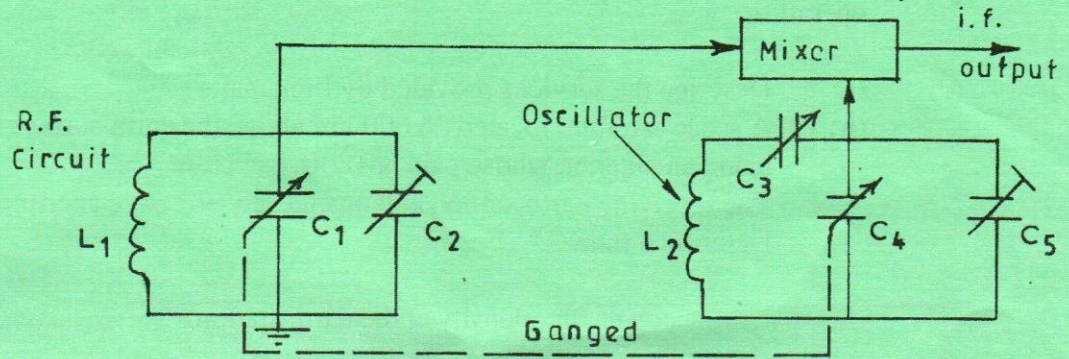 i.f.
Mixer
output
R.F.
Circuit
Oscillator
C3
L1
C1
C2
L2
C4
C5
Ganged